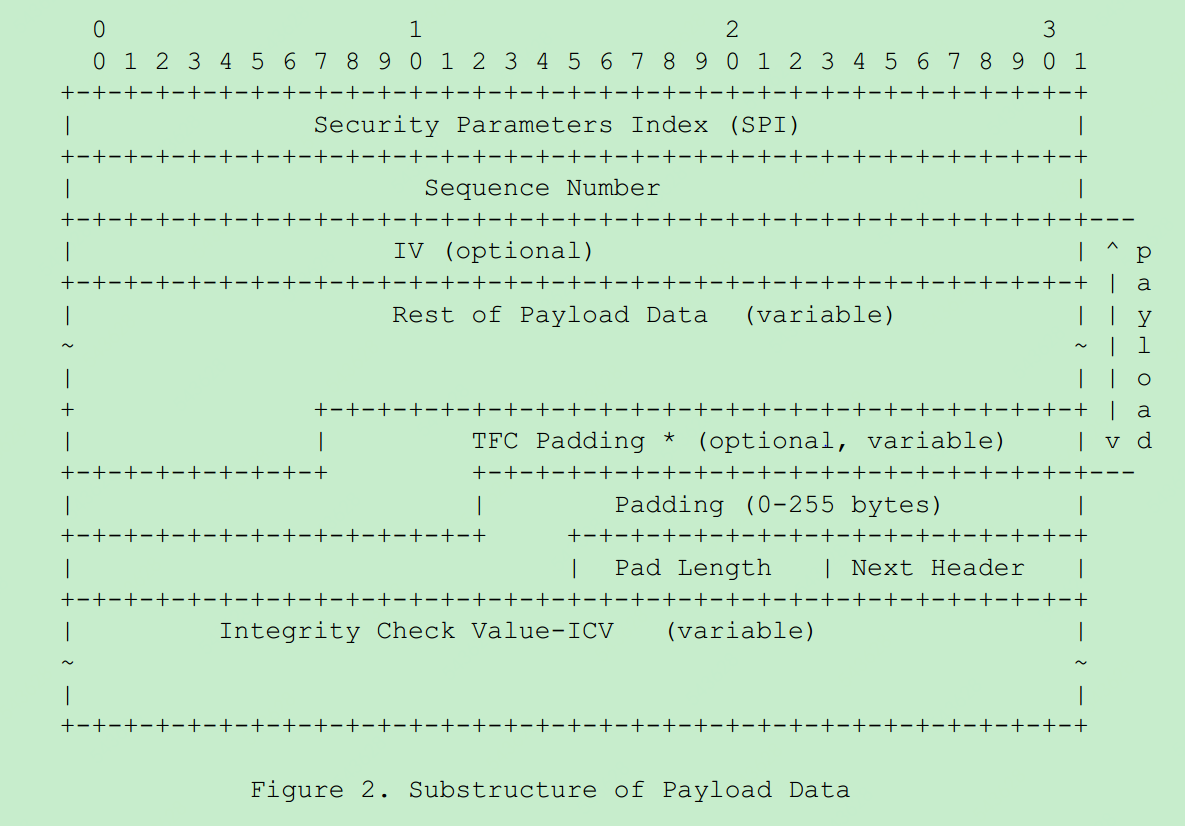 0                   1                   2                   3
    0 1 2 3 4 5 6 7 8 9 0 1 2 3 4 5 6 7 8 9 0 1 2 3 4 5 6 7 8 9 0 1
  +-+-+-+-+-+-+-+-+-+-+-+-+-+-+-+-+-+-+-+-+-+-+-+-+-+-+-+-+-+-+-+-+
  |               Security Parameters Index (SPI)                 |
  +-+-+-+-+-+-+-+-+-+-+-+-+-+-+-+-+-+-+-+-+-+-+-+-+-+-+-+-+-+-+-+-+
  |                      Sequence Number                          |
  +-+-+-+-+-+-+-+-+-+-+-+-+-+-+-+-+-+-+-+-+-+-+-+-+-+-+-+-+-+-+-+-+---
  |                    IV (optional)                              | ^ p
  +-+-+-+-+-+-+-+-+-+-+-+-+-+-+-+-+-+-+-+-+-+-+-+-+-+-+-+-+-+-+-+-+ | a
  |                    Rest of Payload Data  (variable)           | | y
  ~                                                               ~ | l
  |                                                               | | o
  +               +-+-+-+-+-+-+-+-+-+-+-+-+-+-+-+-+-+-+-+-+-+-+-+-+ | a
  |               |         TFC Padding * (optional, variable)    | v d
  +-+-+-+-+-+-+-+-+         +-+-+-+-+-+-+-+-+-+-+-+-+-+-+-+-+-+-+-+---
  |                         |        Padding (0-255 bytes)        |
  +-+-+-+-+-+-+-+-+-+-+-+-+-+     +-+-+-+-+-+-+-+-+-+-+-+-+-+-+-+-+
  |                               |  Pad Length   | Next Header   |
  +-+-+-+-+-+-+-+-+-+-+-+-+-+-+-+-+-+-+-+-+-+-+-+-+-+-+-+-+-+-+-+-+
  |         Integrity Check Value-ICV   (variable)                |
  ~                                                               ~
  |                                                               |
  +-+-+-+-+-+-+-+-+-+-+-+-+-+-+-+-+-+-+-+-+-+-+-+-+-+-+-+-+-+-+-+-+
              Figure 2. Substructure of Payload Data